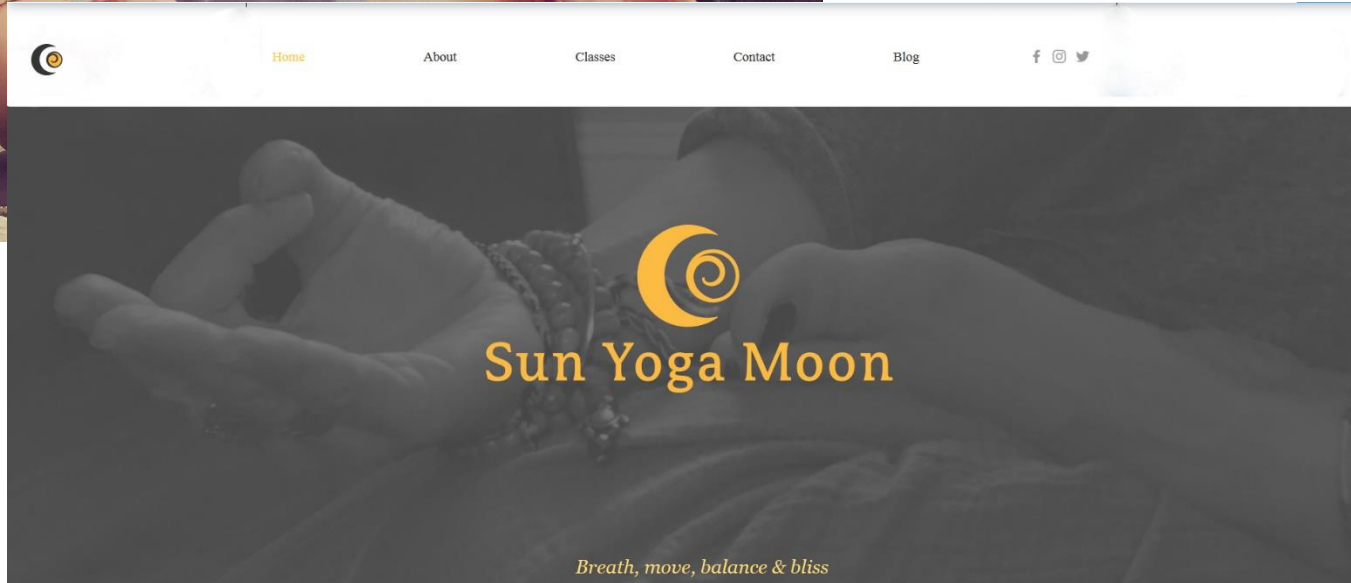 Home About Classes Contact Blog
Sun Yoga Moon
Breath, move, balance & bliss